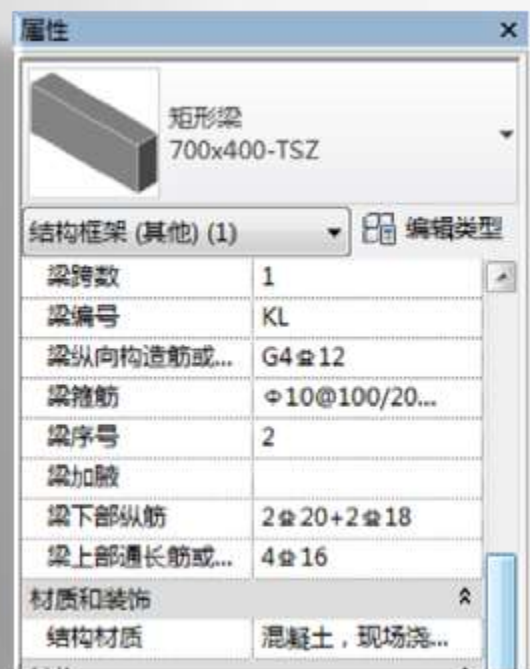 属性
矩形梁
700x400-TSZ
结构框架 (其他) (1) 编辑类型
梁跨数 1
梁编号 KL
梁纵向构造筋或... G4⌽12
梁箍筋 Φ10@100/20...
梁序号 2
梁加腋
梁下部纵筋 2⌽20+2⌽18
梁上部通长筋或... 4⌽16
材质和装饰
结构材质 混凝土，现场浇...